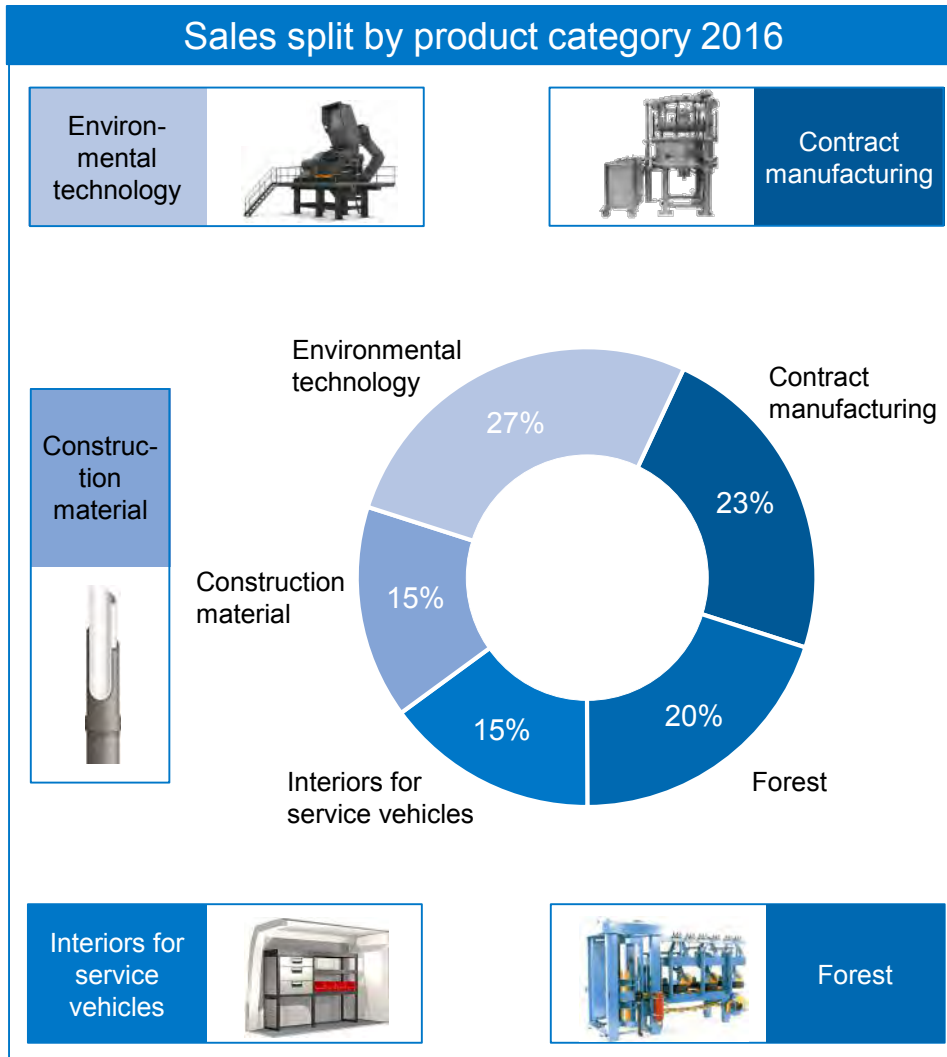 Sales split by product category 2016
Environ-
mental
technology
Contract
manufacturing
Environmental
technology
27%
Contract
manufacturing
23%
Construc-
tion
material
Construction
material
15%
20%
15%
Interiors for
service vehicles
Forest
Interiors for
service
vehicles
Forest